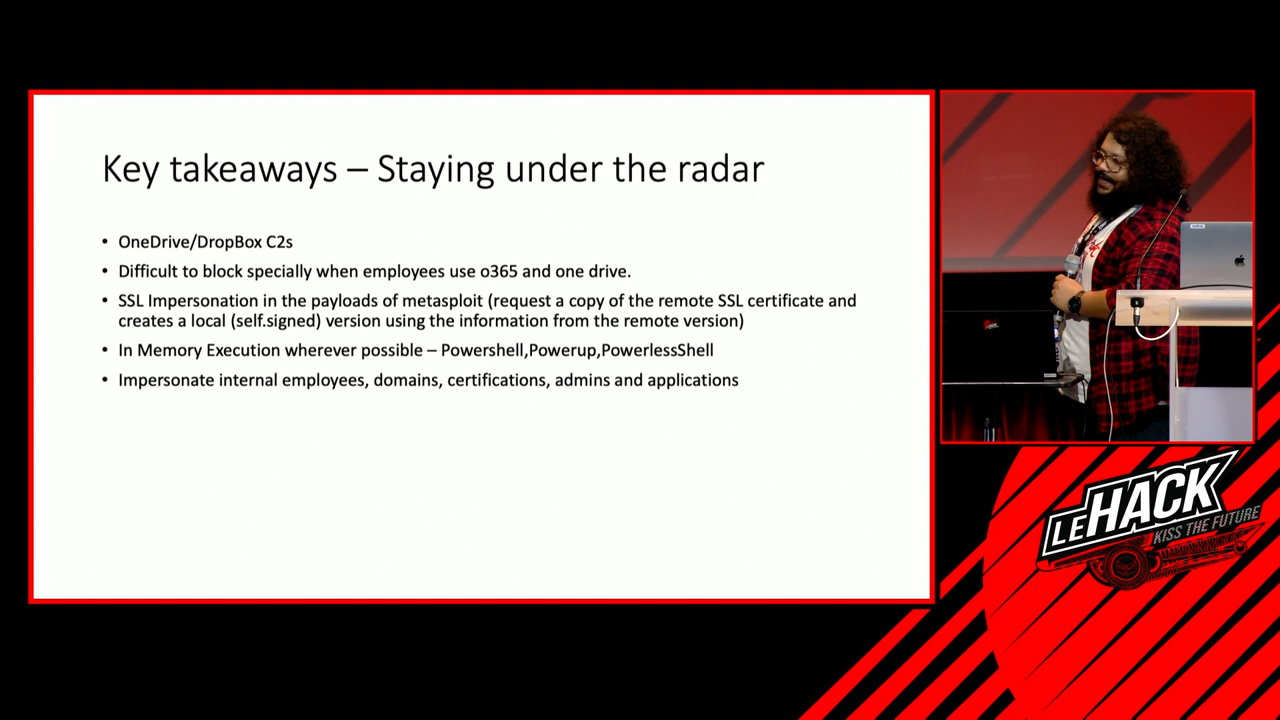 Key takeaways – Staying under the radar
• OneDrive/DropBox C2s
• Difficult to block specially when employees use o365 and one drive.
• SSL Impersonation in the payloads of metasploit (request a copy of the remote SSL certificate and
creates a local (self.signed) version using the information from the remote version)
• In Memory Execution wherever possible – Powershell,Powerup,PowerlessShell
• Impersonate internal employees, domains, certifications, admins and applications
LEHACK
KISS THE FUTURE